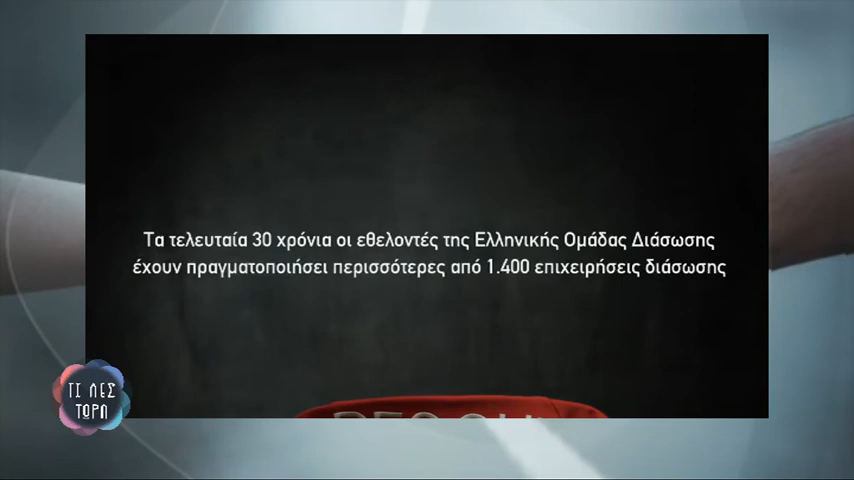 Τα τελευταία 30 χρόνια οι εθελοντές της Ελληνικής Ομάδας Διάσωσης
έχουν πραγματοποιήσει περισσότερες από 1.400 επιχειρήσεις διάσωσης
ΤΙ ΛΕΣ
ΤΩΡΑ